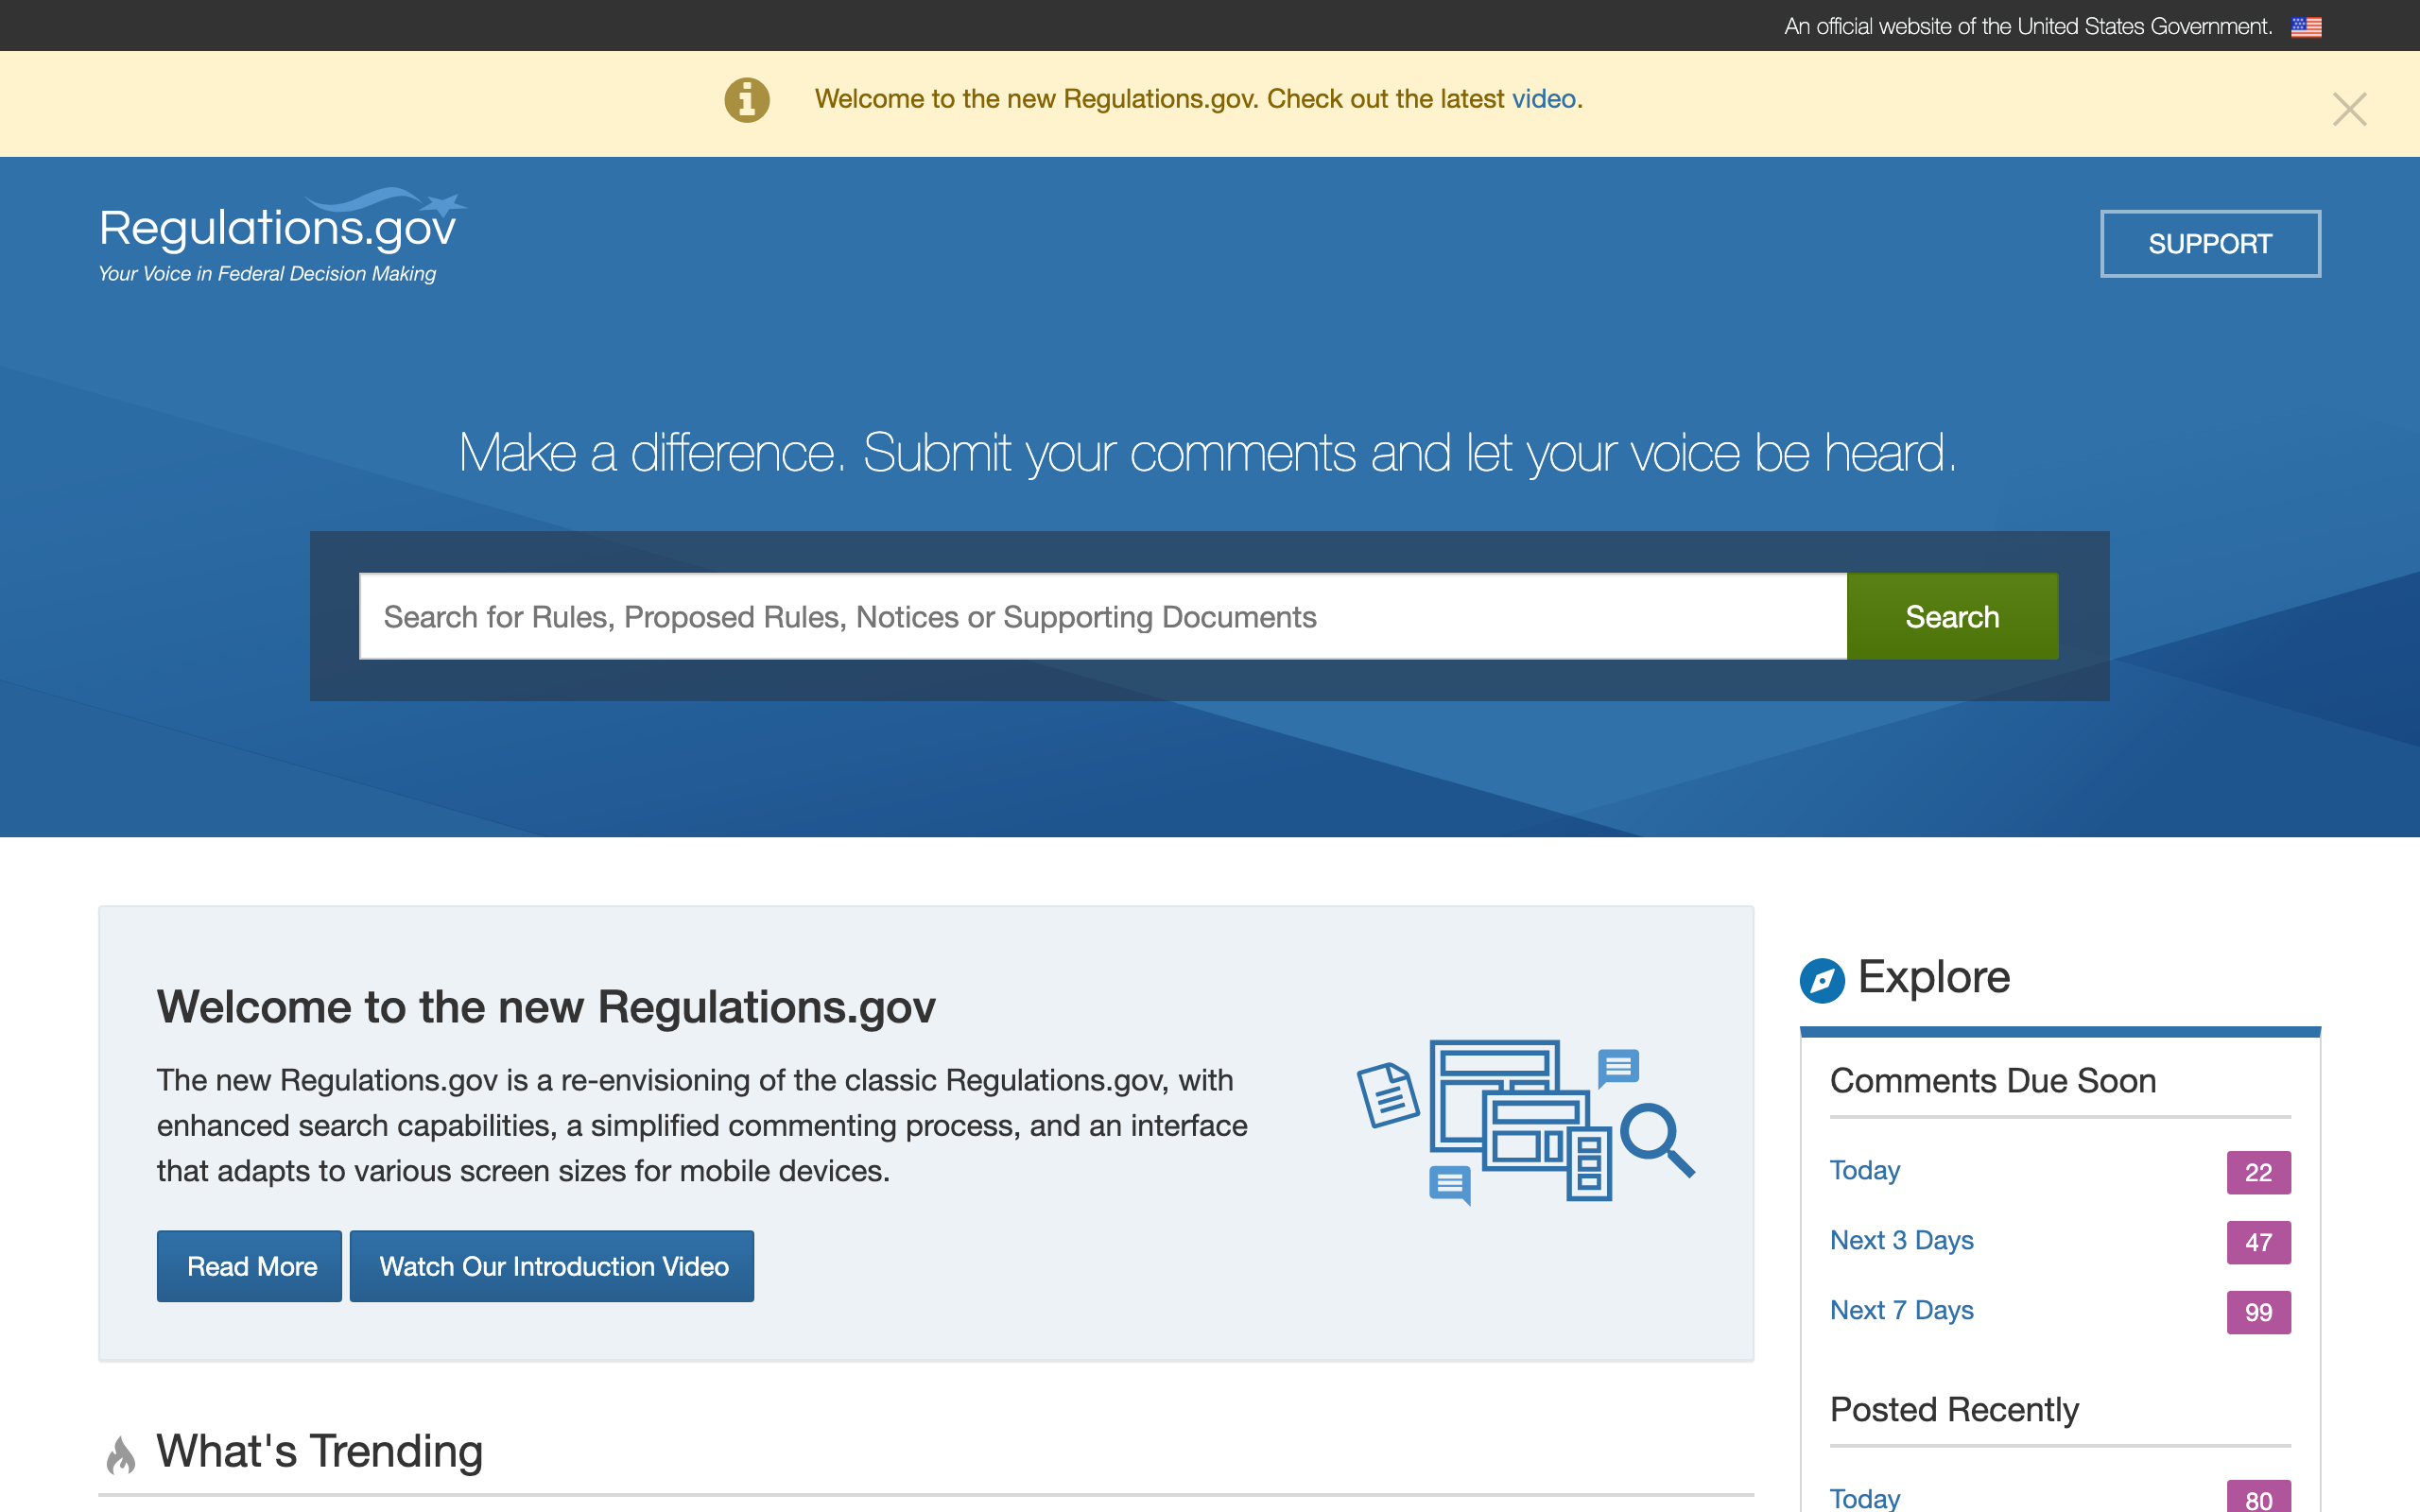 An official website of the United States Government.
Welcome to the new Regulations.gov. Check out the latest video.
Regulations.gov
Your Voice in Federal Decision Making
SUPPORT
Make a difference. Submit your comments and let your voice be heard.
Search for Rules, Proposed Rules, Notices or Supporting Documents
Search
Welcome to the new Regulations.gov
The new Regulations.gov is a re-envisioning of the classic Regulations.gov, with
enhanced search capabilities, a simplified commenting process, and an interface
that adapts to various screen sizes for mobile devices.
Read More
Watch Our Introduction Video
What's Trending
Explore
Comments Due Soon
Today 22
Next 3 Days 47
Next 7 Days 99
Posted Recently
Today 80